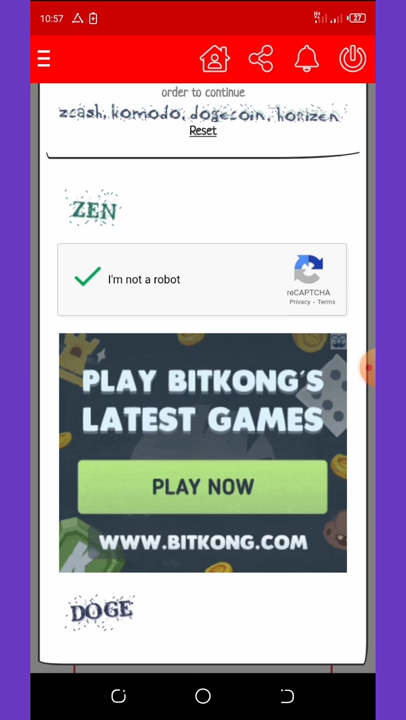 10:57
27
order to continue
zcash, komodo, dogecoin, horizen
Reset
ZEN
I'm not a robot
reCAPTCHA
Privacy - Terms
PLAY BITKONG'S
LATEST GAMES
PLAY NOW
WWW.BITKONG.COM
DOGE